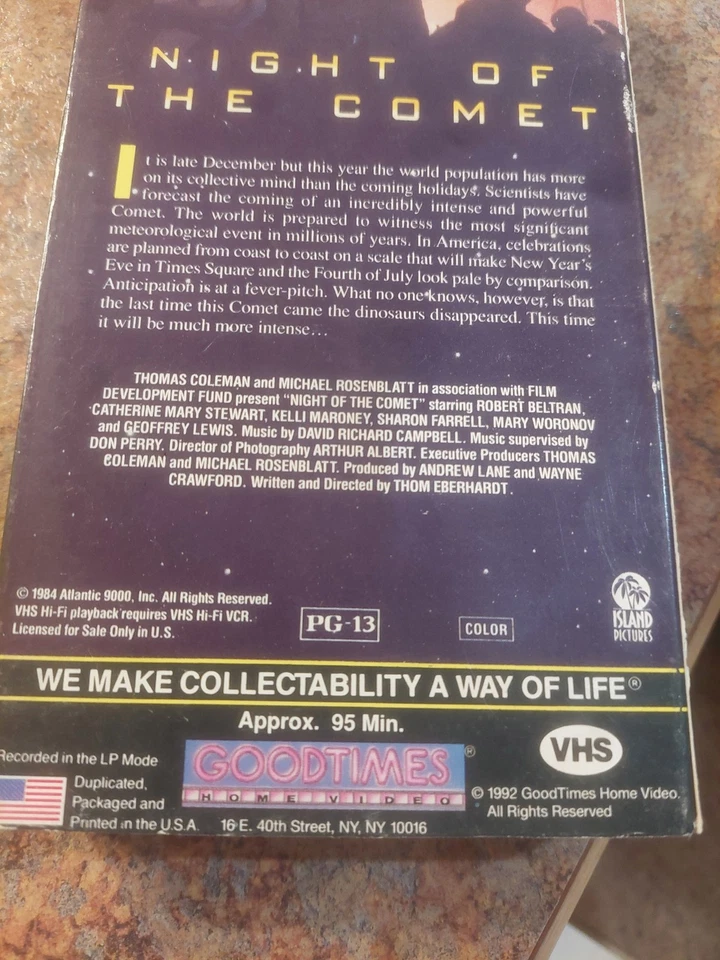 NIGHT OF
THE COMET
It is late December but this year the world population has more
on its collective mind than the coming holidays. Scientists have
forecast the coming of an incredibly intense and powerful
Comet. The world is prepared to witness the most significant
meteorological event in millions of years. In America, celebrations
are planned from coast to coast on a scale that will make New Year's
Eve in Times Square and the Fourth of July look pale by comparison.
Anticipation is at a fever-pitch. What no one knows, however, is that
the last time this Comet came the dinosaurs disappeared. This time
it will be much more intense...
THOMAS COLEMAN and MICHAEL ROSENBLATT in association with FILM
DEVELOPMENT FUND present "NIGHT OF THE COMET" starring ROBERT BELTRAN,
CATHERINE MARY STEWART, KELLI MARONEY, SHARON FARRELL, MARY WORONOV
and GEOFFREY LEWIS. Music by DAVID RICHARD CAMPBELL. Music supervised by
DON PERRY. Director of Photography ARTHUR ALBERT. Executive Producers THOMAS
COLEMAN and MICHAEL ROSENBLATT. Produced by ANDREW LANE and WAYNE
CRAWFORD. Written and Directed by THOM EBERHARDT.
© 1984 Atlantic 9000, Inc. All Rights Reserved.
VHS Hi-Fi playback requires VHS Hi-Fi VCR.
Licensed for Sale Only in U.S.
PG-13
COLOR
ISLAND
PICTURES
WE MAKE COLLECTABILITY A WAY OF LIFE®
Approx. 95 Min.
Recorded in the LP Mode
Duplicated,
Packaged and
Printed in the U.S.A.
GOODTIMES®
HOME VIDEO
16 E. 40th Street, NY, NY 10016
VHS
© 1992 GoodTimes Home Video.
All Rights Reserved